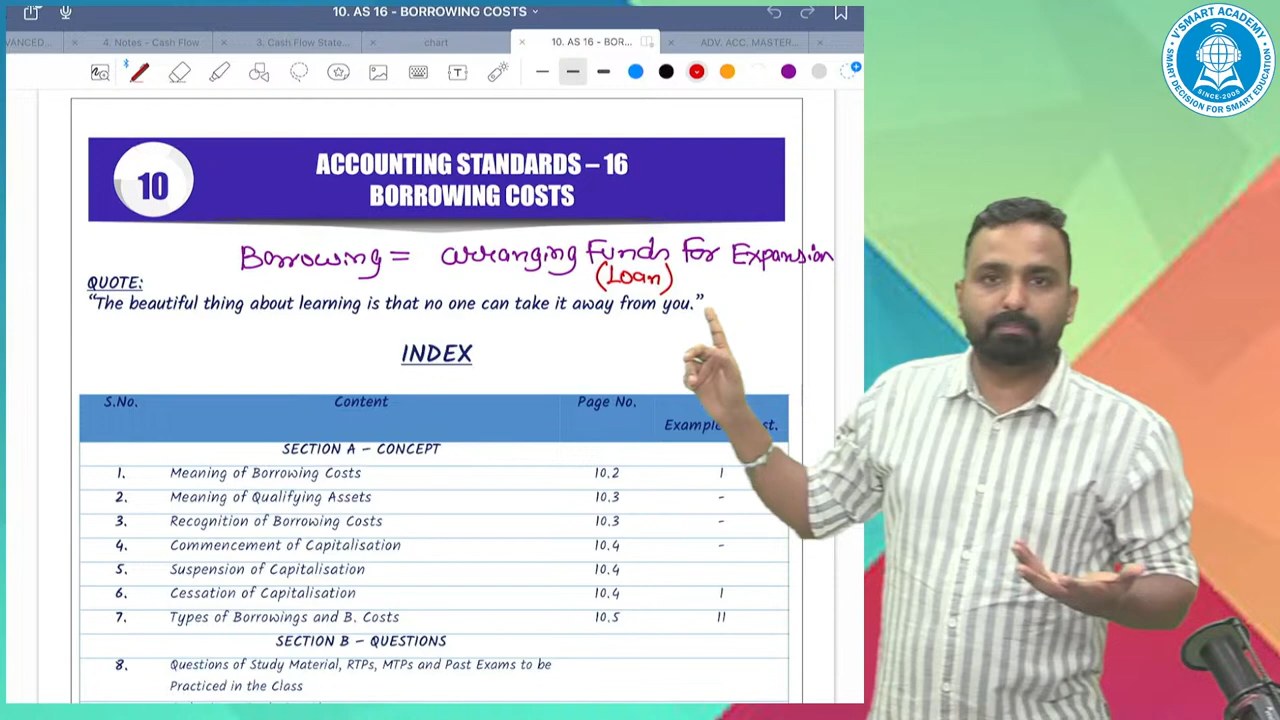 10. AS 16 - BORROWING COSTS
VANCED...
4. Notes - Cash Flow
3. Cash Flow State...
chart
10. AS 16 - BOR...
ADV. ACC. MASTER...
V'SMART ACADEMY
SINCE-2008
SMART DECISION FOR SMART EDUCATION
10
ACCOUNTING STANDARDS – 16
BORROWING COSTS
Borrowing = arranging Funds For Expansion
(Loan)
QUOTE:
“The beautiful thing about learning is that no one can take it away from you.”
INDEX
S.No. Content Page No.
SECTION A – CONCEPT
1. Meaning of Borrowing Costs 10.2 1
2. Meaning of Qualifying Assets 10.3 -
3. Recognition of Borrowing Costs 10.3 -
4. Commencement of Capitalisation 10.4 -
5. Suspension of Capitalisation 10.4
6. Cessation of Capitalisation 10.4 1
7. Types of Borrowings and B. Costs 10.5 11
SECTION B – QUESTIONS
8. Questions of Study Material, RTPs, MTPs and Past Exams to be
Practiced in the Class